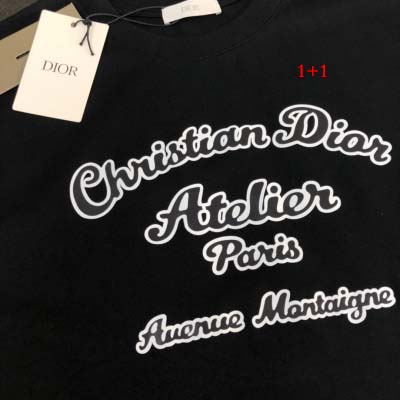 DIOR
1+1
Christian Dior
Atelier
Paris
Avenue Montaigne